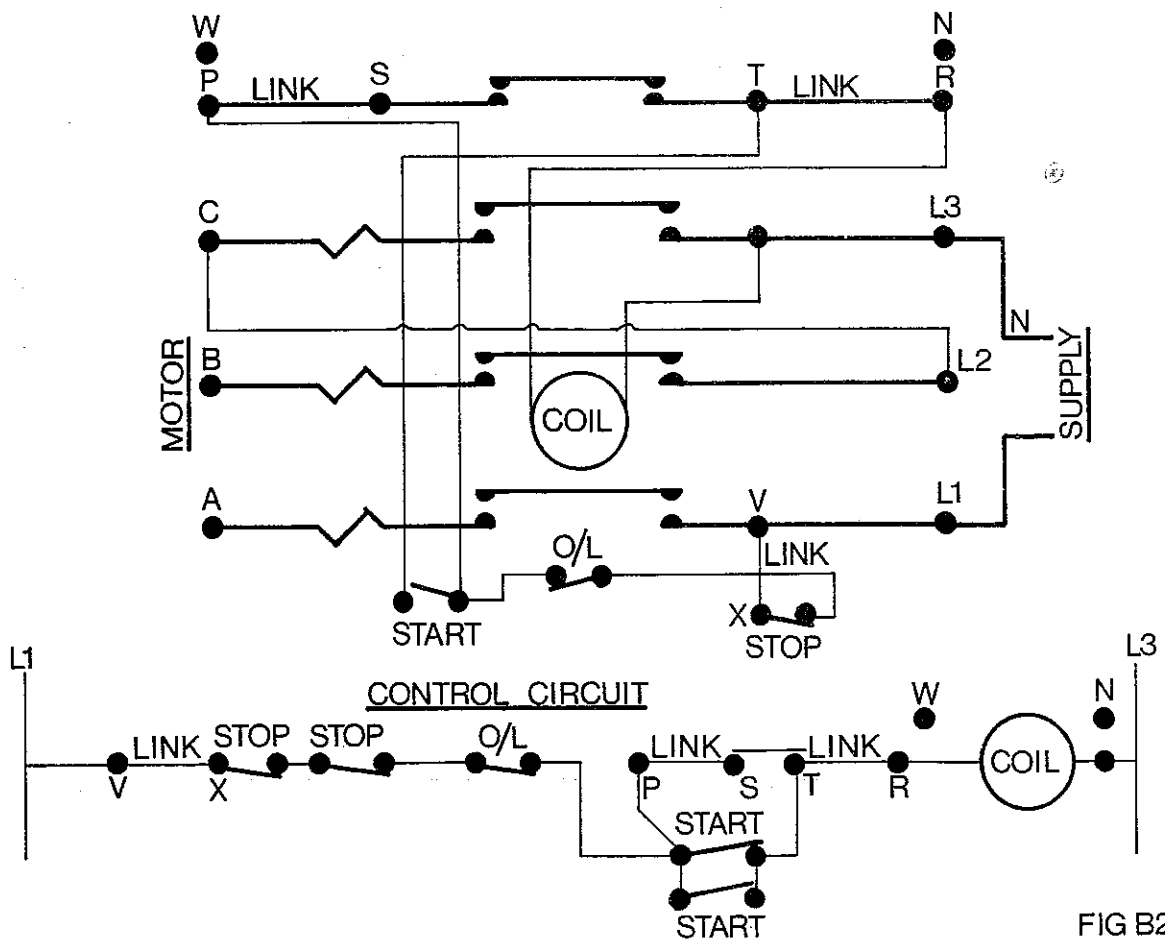 W N
P LINK S T LINK R
C L3
N
MOTOR B L2 SUPPLY
COIL
A V L1
O/L LINK
X
START STOP
L1 L3
CONTROL CIRCUIT W N
LINK STOP STOP O/L LINK LINK
COIL
V X P S T R
START
START
FIG B2